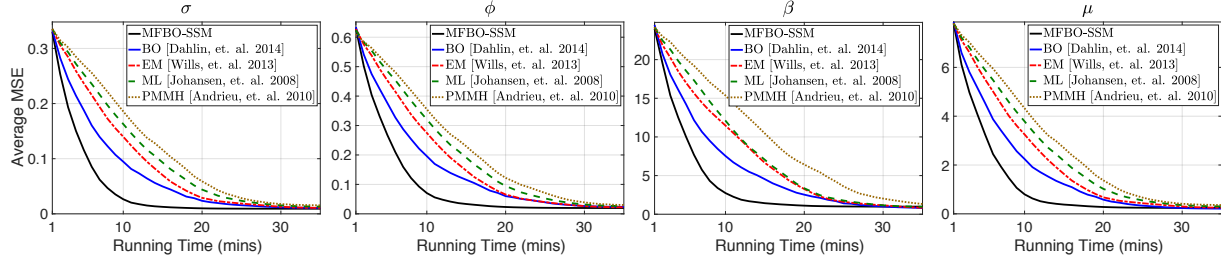 σ
Average MSE
0.3
0.2
0.1
0
MFBO-SSM
BO [Dahlin, et. al. 2014]
EM [Wills, et. al. 2013]
ML [Johansen, et. al. 2008]
PMMH [Andrieu, et. al. 2010]
1 10 20 30
Running Time (mins)
ϕ
0.6
0.5
0.4
0.3
0.2
0.1
0
MFBO-SSM
BO [Dahlin, et. al. 2014]
EM [Wills, et. al. 2013]
ML [Johansen, et. al. 2008]
PMMH [Andrieu, et. al. 2010]
1 10 20 30
Running Time (mins)
β
20
15
10
5
0
MFBO-SSM
BO [Dahlin, et. al. 2014]
EM [Wills, et. al. 2013]
ML [Johansen, et. al. 2008]
PMMH [Andrieu, et. al. 2010]
1 10 20 30
Running Time (mins)
μ
6
4
2
0
MFBO-SSM
BO [Dahlin, et. al. 2014]
EM [Wills, et. al. 2013]
ML [Johansen, et. al. 2008]
PMMH [Andrieu, et. al. 2010]
1 10 20 30
Running Time (mins)